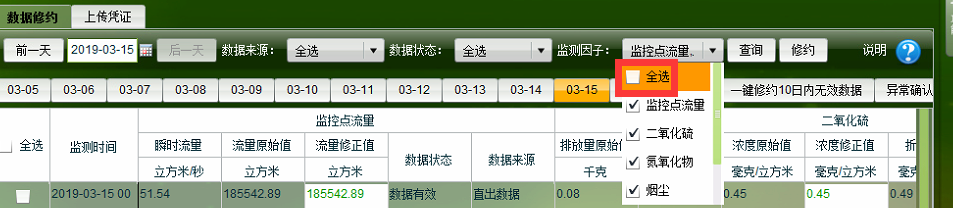 数据修约 上传凭证
前一天 2019-03-15 后一天 数据来源: 全选 数据状态: 全选 监测因子: 监控点流量. 查询 修约 说明 ?
全选
03-05 03-06 03-07 03-08 03-09 03-10 03-11 03-12 03-13 03-14 03-15 一键修约10日内无效数据 异常确认
监控点流量
二氧化硫
氮氧化物
烟尘
监控点流量 二氧化硫
全选 监测时间 瞬时流量 流量原始值 流量修正值 数据状态 数据来源 排放量原始值 浓度原始值 浓度修正值 折
立方米/秒 立方米 立方米 千克 毫克/立方米 毫克/立方米 毫克
2019-03-15 00 51.54 185542.89 185542.89 数据有效 直出数据 0.08 0.45 0.45 0.49